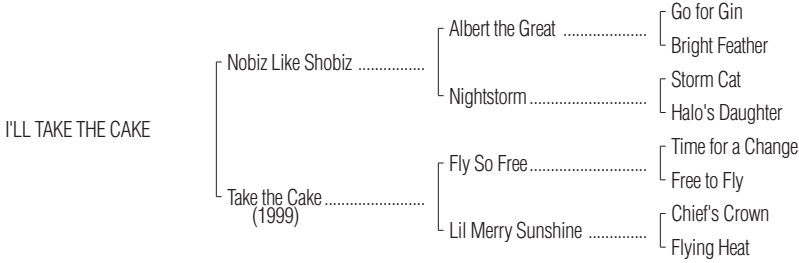 Go for Gin
Albert the Great ....................
Bright Feather
Nobiz Like Shobiz ................
Storm Cat
Nightstorm ............................
Halo's Daughter
I'LL TAKE THE CAKE
Time for a Change
Fly So Free ............................
Free to Fly
Take the Cake ........................
(1999)
Chief's Crown
Lil Merry Sunshine ..............
Flying Heat